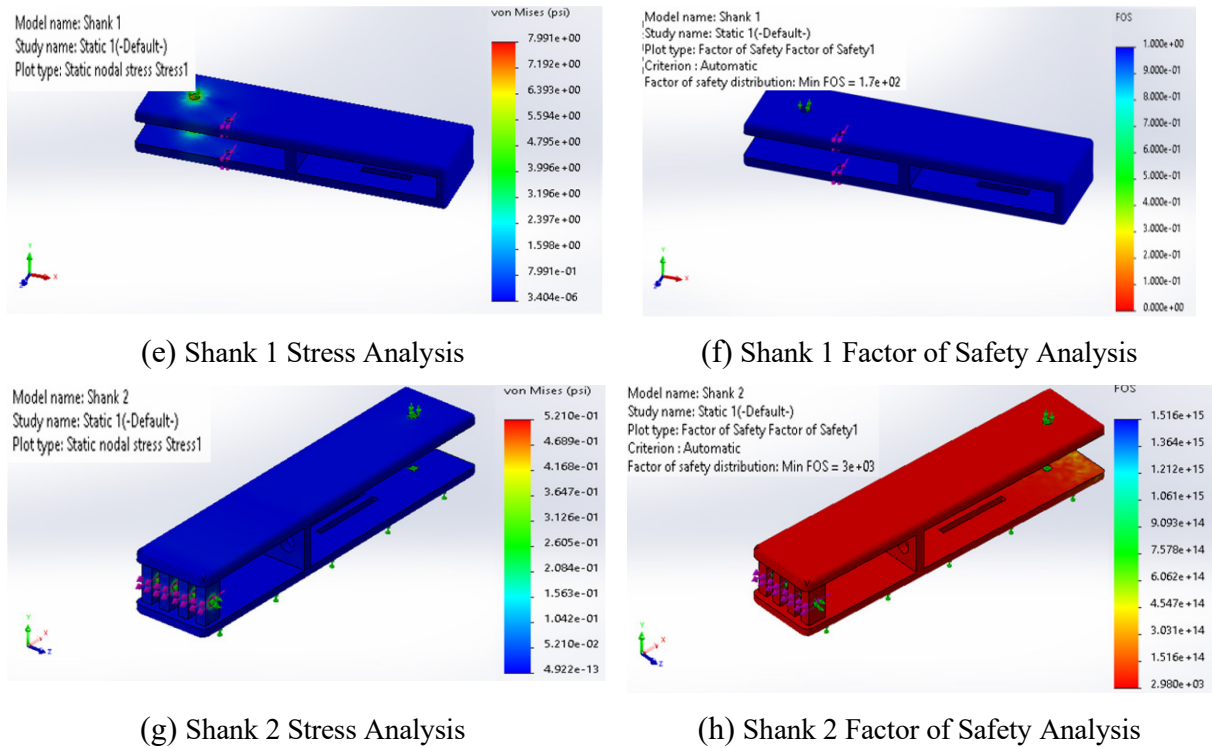 Model name: Shank 1
Study name: Static 1(-Default-)
Plot type: Static nodal stress Stress1
von Mises (psi)
7.991e+00
7.192e+00
6.393e+00
5.594e+00
4.795e+00
3.996e+00
3.196e+00
2.397e+00
1.598e+00
7.991e-01
3.404e-06
Y
X
Z
(e) Shank 1 Stress Analysis
Model name: Shank 1
Study name: Static 1(-Default-)
Plot type: Factor of Safety Factor of Safety1
Criterion : Automatic
Factor of safety distribution: Min FOS = 1.7e+02
FOS
1.000e+00
9.000e-01
8.000e-01
7.000e-01
6.000e-01
5.000e-01
4.000e-01
3.000e-01
2.000e-01
1.000e-01
0.000e+00
Y
X
Z
(f) Shank 1 Factor of Safety Analysis
Model name: Shank 2
Study name: Static 1(-Default-)
Plot type: Static nodal stress Stress1
von Mises (psi)
5.210e-01
4.689e-01
4.168e-01
3.647e-01
3.126e-01
2.605e-01
2.084e-01
1.563e-01
1.042e-01
5.210e-02
4.922e-13
Y
X
Z
(g) Shank 2 Stress Analysis
Model name: Shank 2
Study name: Static 1(-Default-)
Plot type: Factor of Safety Factor of Safety1
Criterion : Automatic
Factor of safety distribution: Min FOS = 3e+03
FOS
1.516e+15
1.364e+15
1.212e+15
1.061e+15
9.093e+14
7.578e+14
6.062e+14
4.547e+14
3.031e+14
1.516e+14
2.980e+03
Y
X
Z
(h) Shank 2 Factor of Safety Analysis